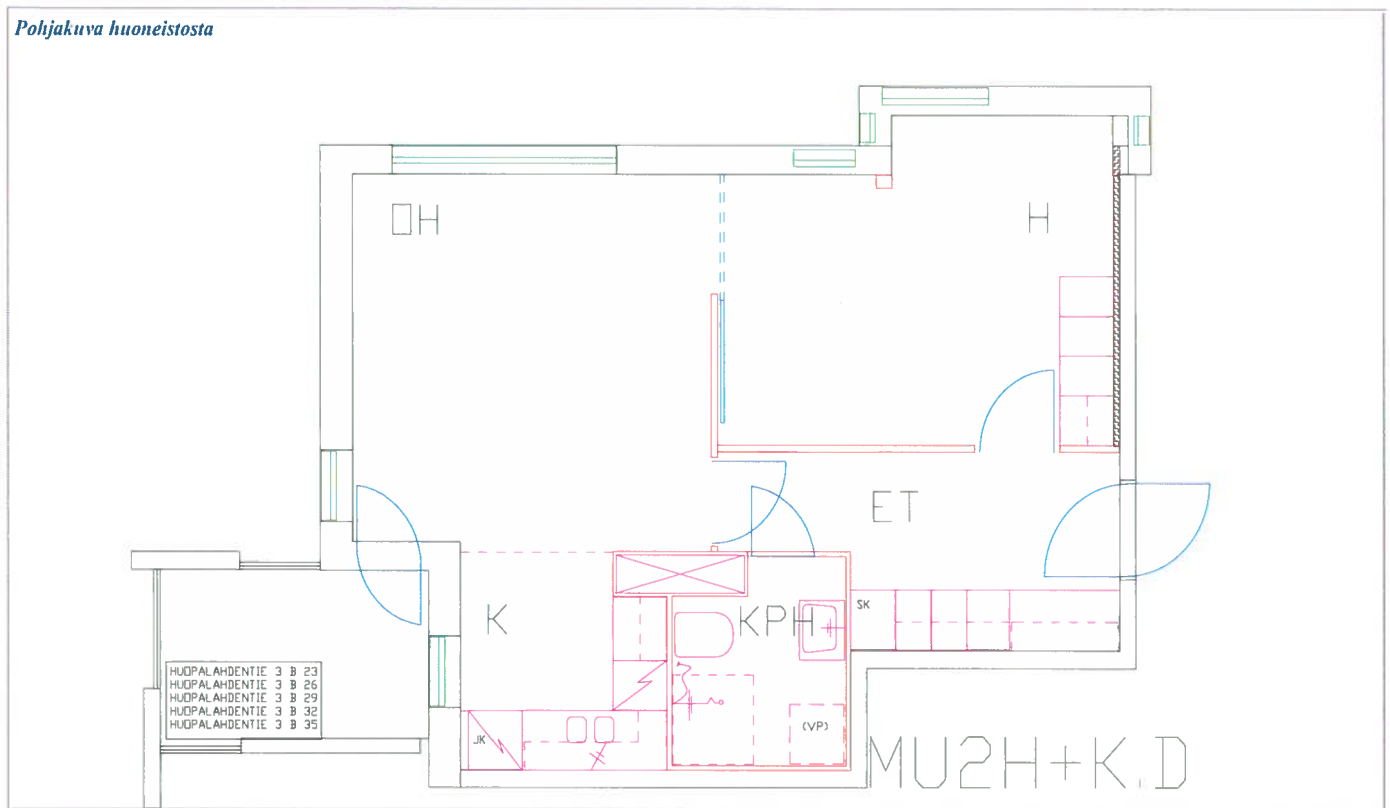 Pohjakuva huoneistosta
OH
H
ET
K
KPH
SK
JK
(VP)
HUOPALAHDENTIE 3 B 23
HUOPALAHDENTIE 3 B 26
HUOPALAHDENTIE 3 B 29
HUOPALAHDENTIE 3 B 32
HUOPALAHDENTIE 3 B 35
MU2H+K.D